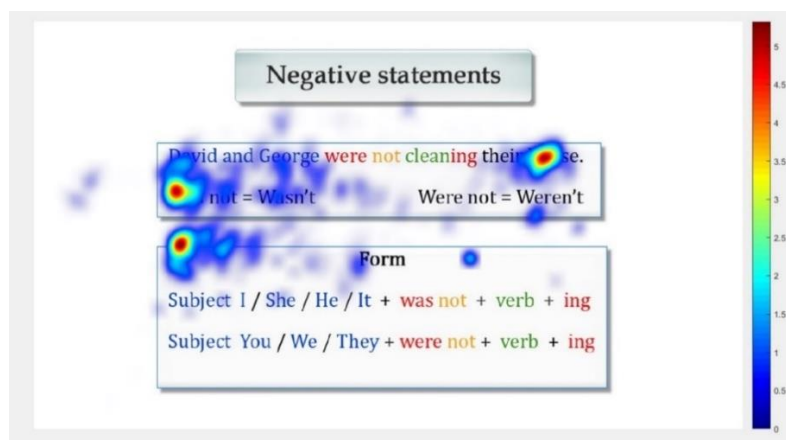 Negative statements
David and George were not cleaning their
not = Wasn't
Were not = Weren't
Form
Subject I / She / He / It + was not + verb + ing
Subject You / We / They + were not + verb + ing
5
4.5
4
3.5
3
2.5
2
1.5
1
0.5
0